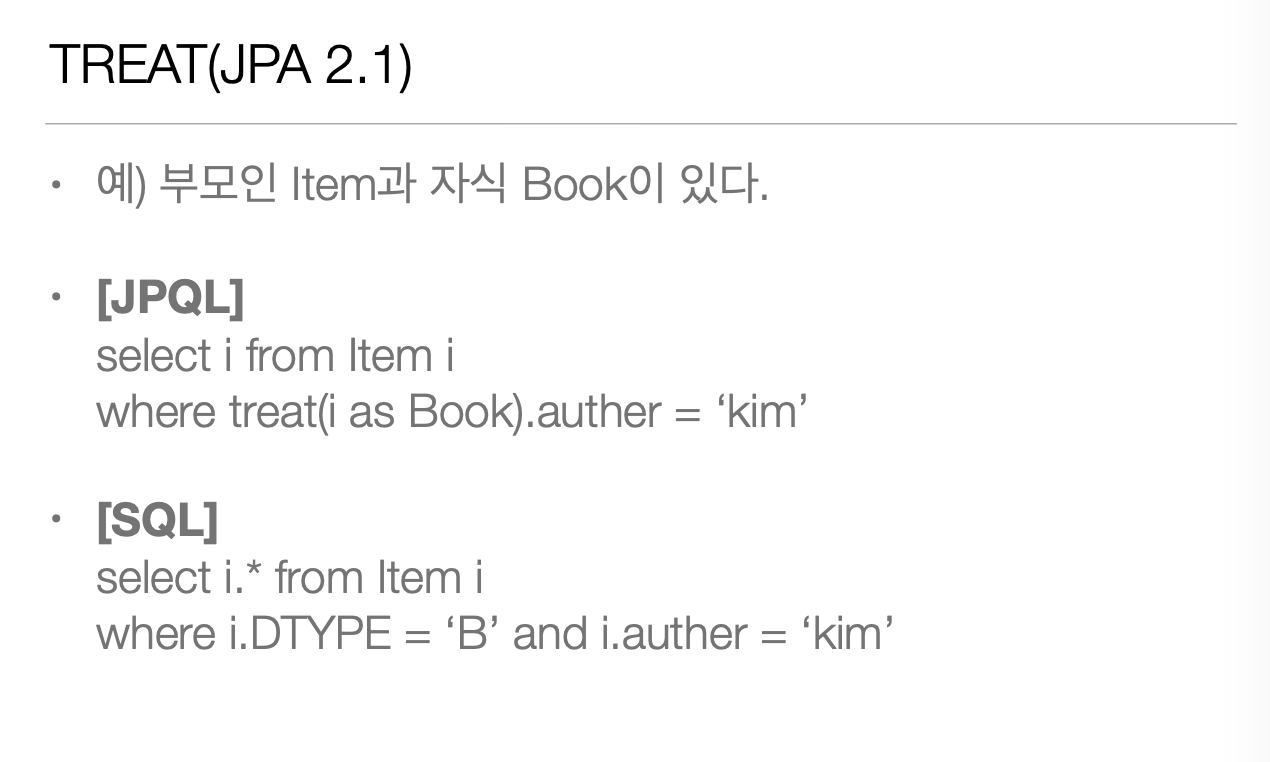 TREAT(JPA 2.1)
• 예) 부모인 Item과 자식 Book이 있다.
• [JPQL]
select i from Item i
where treat(i as Book).auther = ‘kim’
• [SQL]
select i.* from Item i
where i.DTYPE = ‘B’ and i.auther = ‘kim’